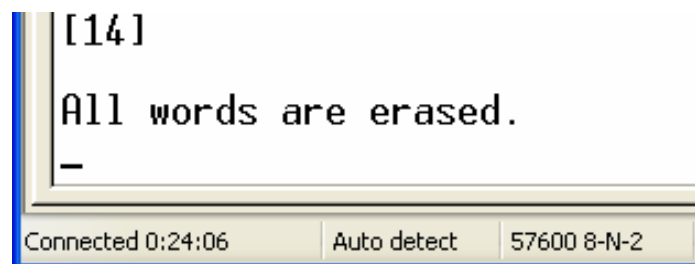 [14]
All words are erased.
_
Connected 0:24:06 Auto detect 57600 8-N-2